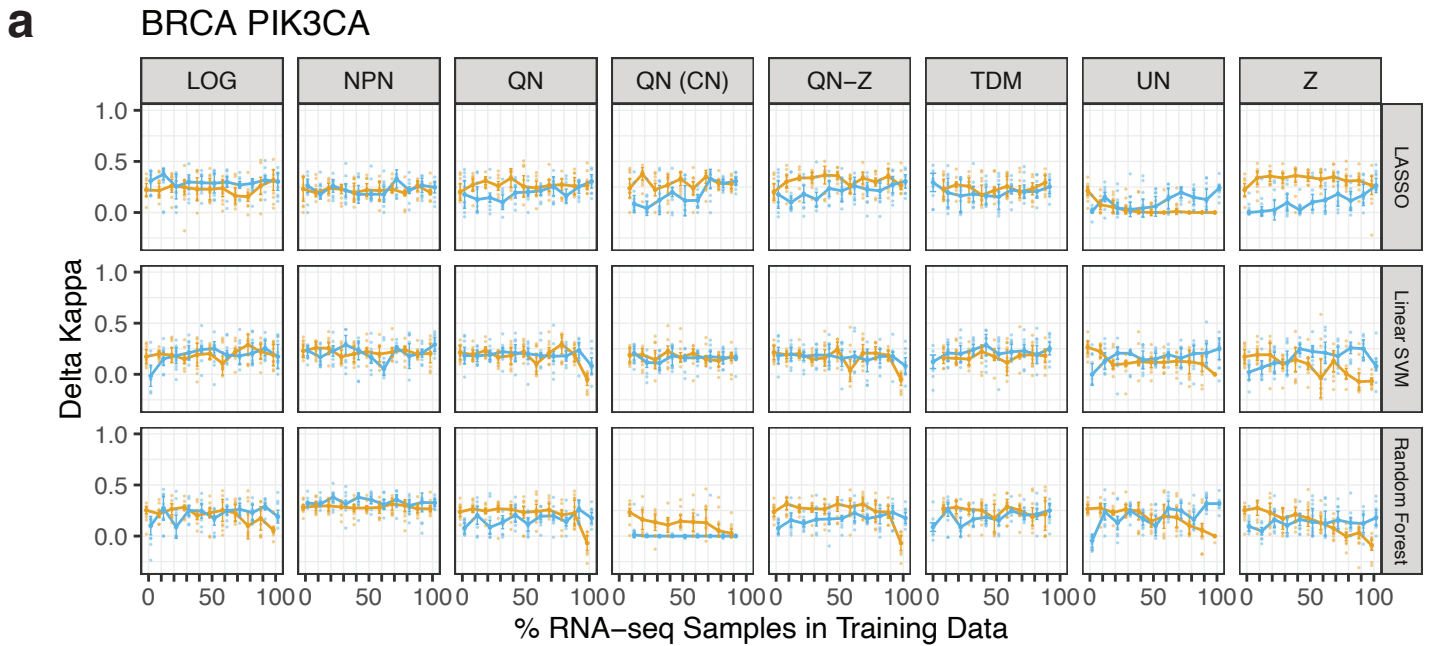 a
BRCA PIK3CA
LOG NPN QN QN (CN) QN−Z TDM UN Z
1.0
0.5
0.0
LASSO
1.0
0.5
0.0
Linear SVM
1.0
0.5
0.0
Random Forest
Delta Kappa
0 50 100 0 50 100 0 50 100 0 50 100 0 50 100 0 50 100 0 50 100 0 50 100
% RNA−seq Samples in Training Data